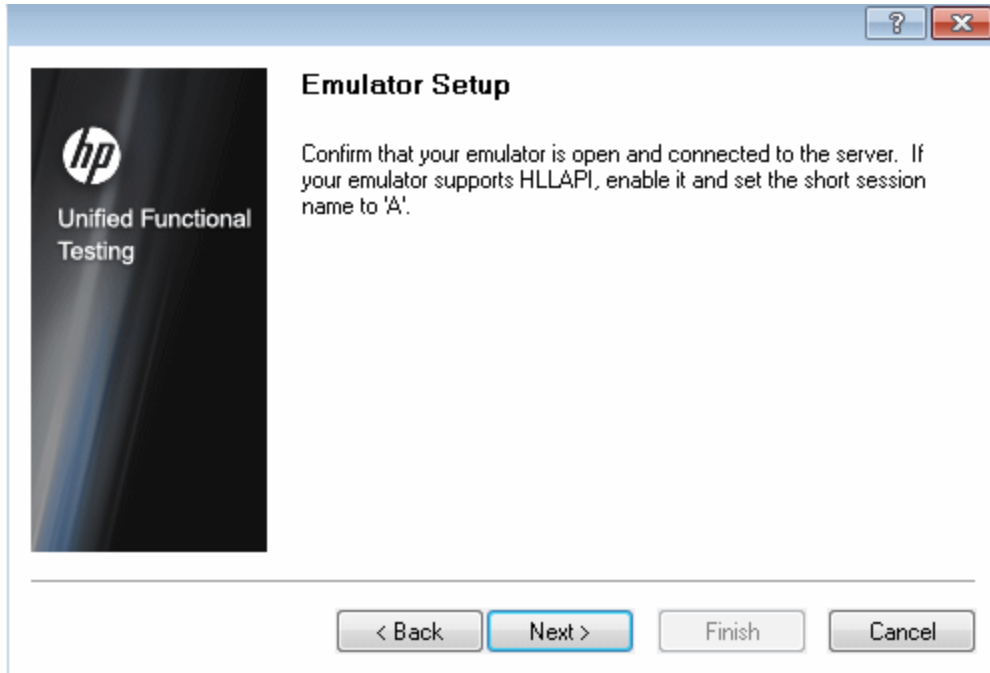 ?
x
Emulator Setup
hp
Unified Functional
Testing
Confirm that your emulator is open and connected to the server.  If
your emulator supports HLLAPI, enable it and set the short session
name to 'A'.
< Back
Next >
Finish
Cancel